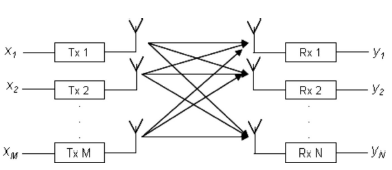 x1 Tx 1 Rx 1 y1
x2 Tx 2 Rx 2 y2
xM Tx M Rx N yN